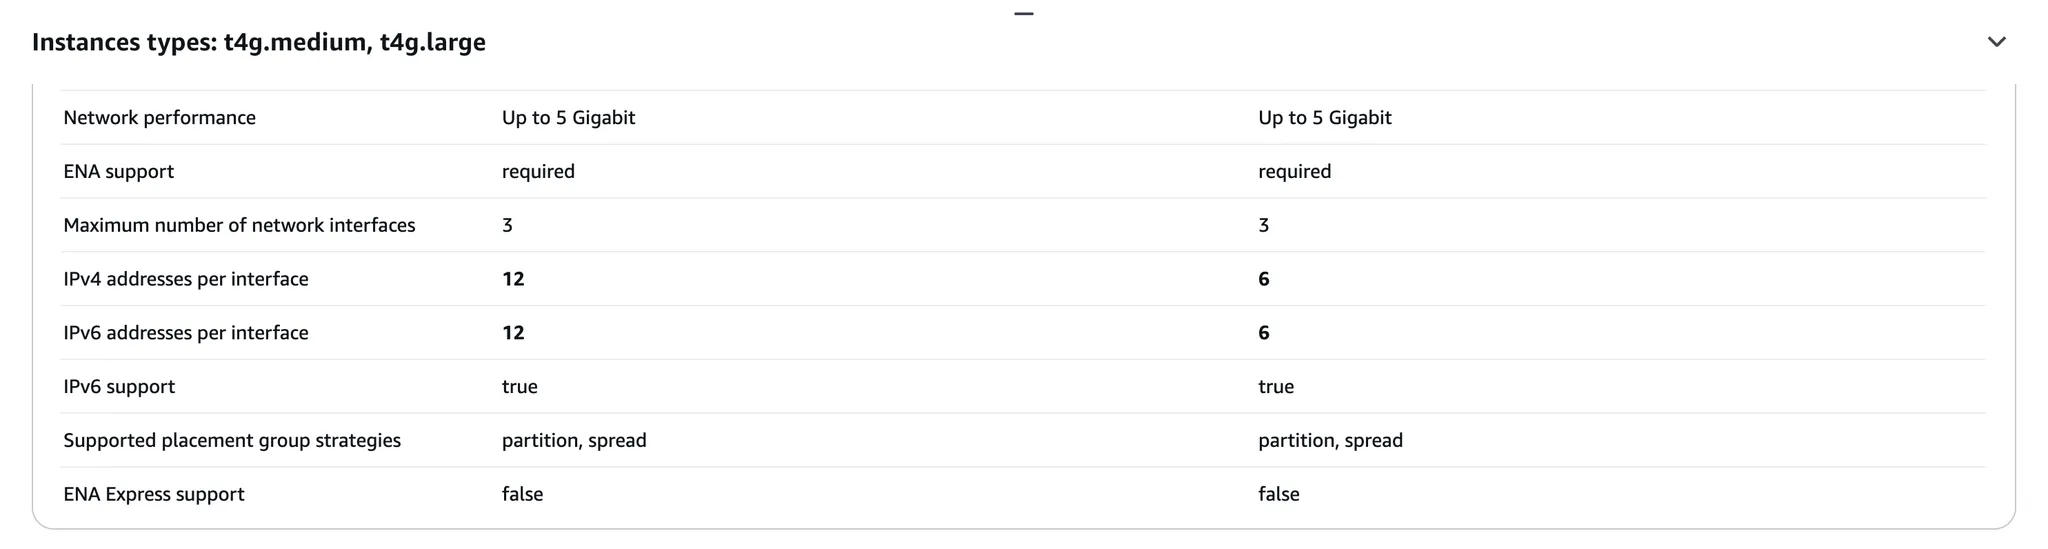 Instances types: t4g.medium, t4g.large
Network performance Up to 5 Gigabit Up to 5 Gigabit
ENA support required required
Maximum number of network interfaces 3 3
IPv4 addresses per interface 12 6
IPv6 addresses per interface 12 6
IPv6 support true true
Supported placement group strategies partition, spread partition, spread
ENA Express support false false